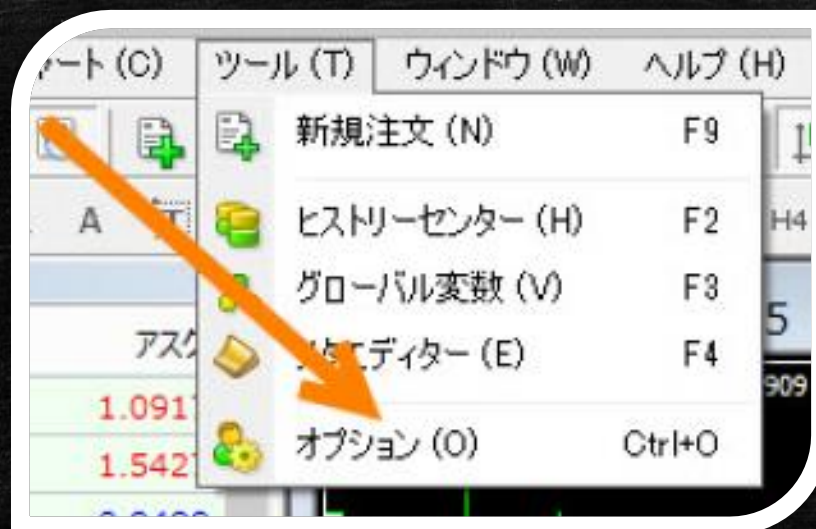 ート (C) ツール (T) ウィンドウ (W) ヘルプ (H)
新規注文 (N) F9
A H4
ヒストリーセンター (H) F2
グローバル変数 (V) F3
5
アスク
エディター (E) F4
909
1.091
オプション (O) Ctrl+O
1.542